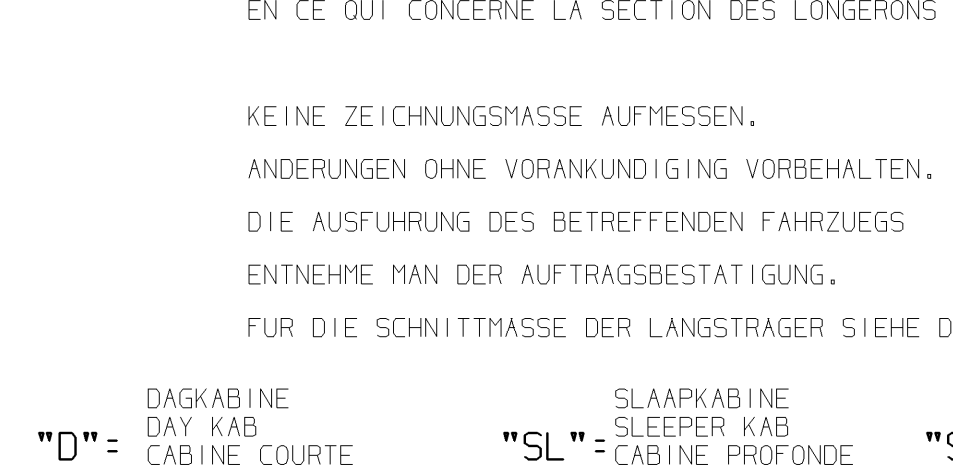 EN CE QUI CONCERNE LA SECTION DES LONGERONS
KEINE ZEICHNUNGSMASSE AUFMESSEN.
ANDERUNGEN OHNE VORANKUNDIGING VORBEHALTEN.
DIE AUSFUHRUNG DES BETREFFENDEN FAHRZUEGS
ENTNEHME MAN DER AUFTRAGSBESTATIGUNG.
FUR DIE SCHNITTMASSE DER LANGSTRAGER SIEHE D
"D"= DAGKABINE
DAY KAB
CABINE COURTE
"SL"= SLAAPKABINE
SLEEPER KAB
CABINE PROFONDE
"S